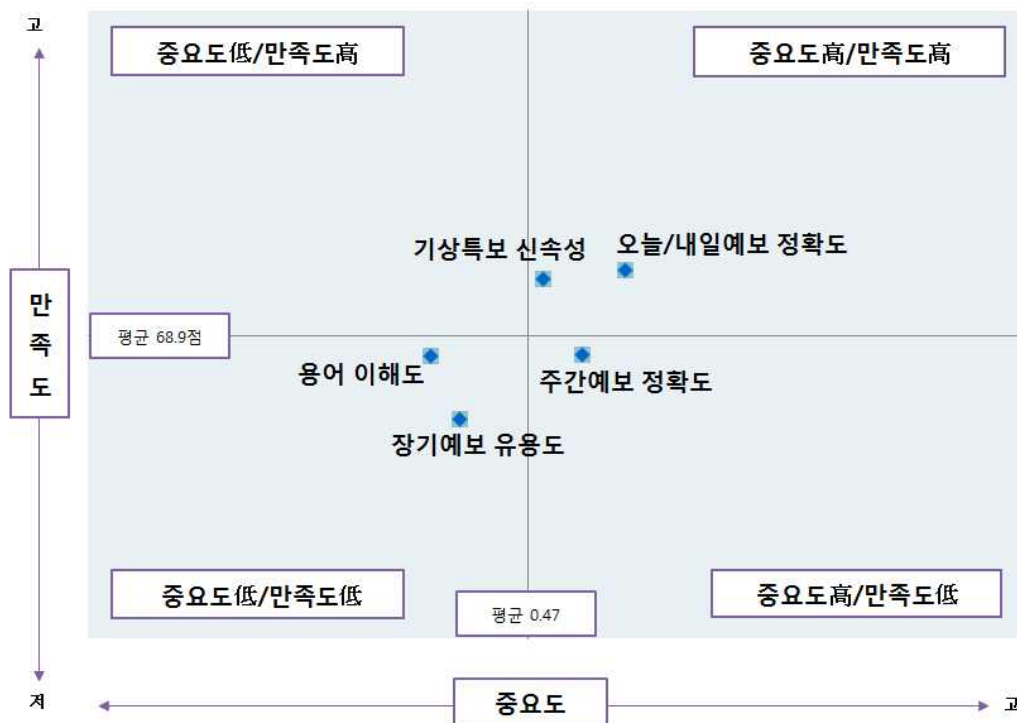 고
중요도低/만족도高
중요도高/만족도高
기상특보 신속성
오늘/내일예보 정확도
만
족
도
평균 68.9점
용어 이해도
주간예보 정확도
장기예보 유용도
중요도低/만족도低
중요도高/만족도低
평균 0.47
저
중요도
고